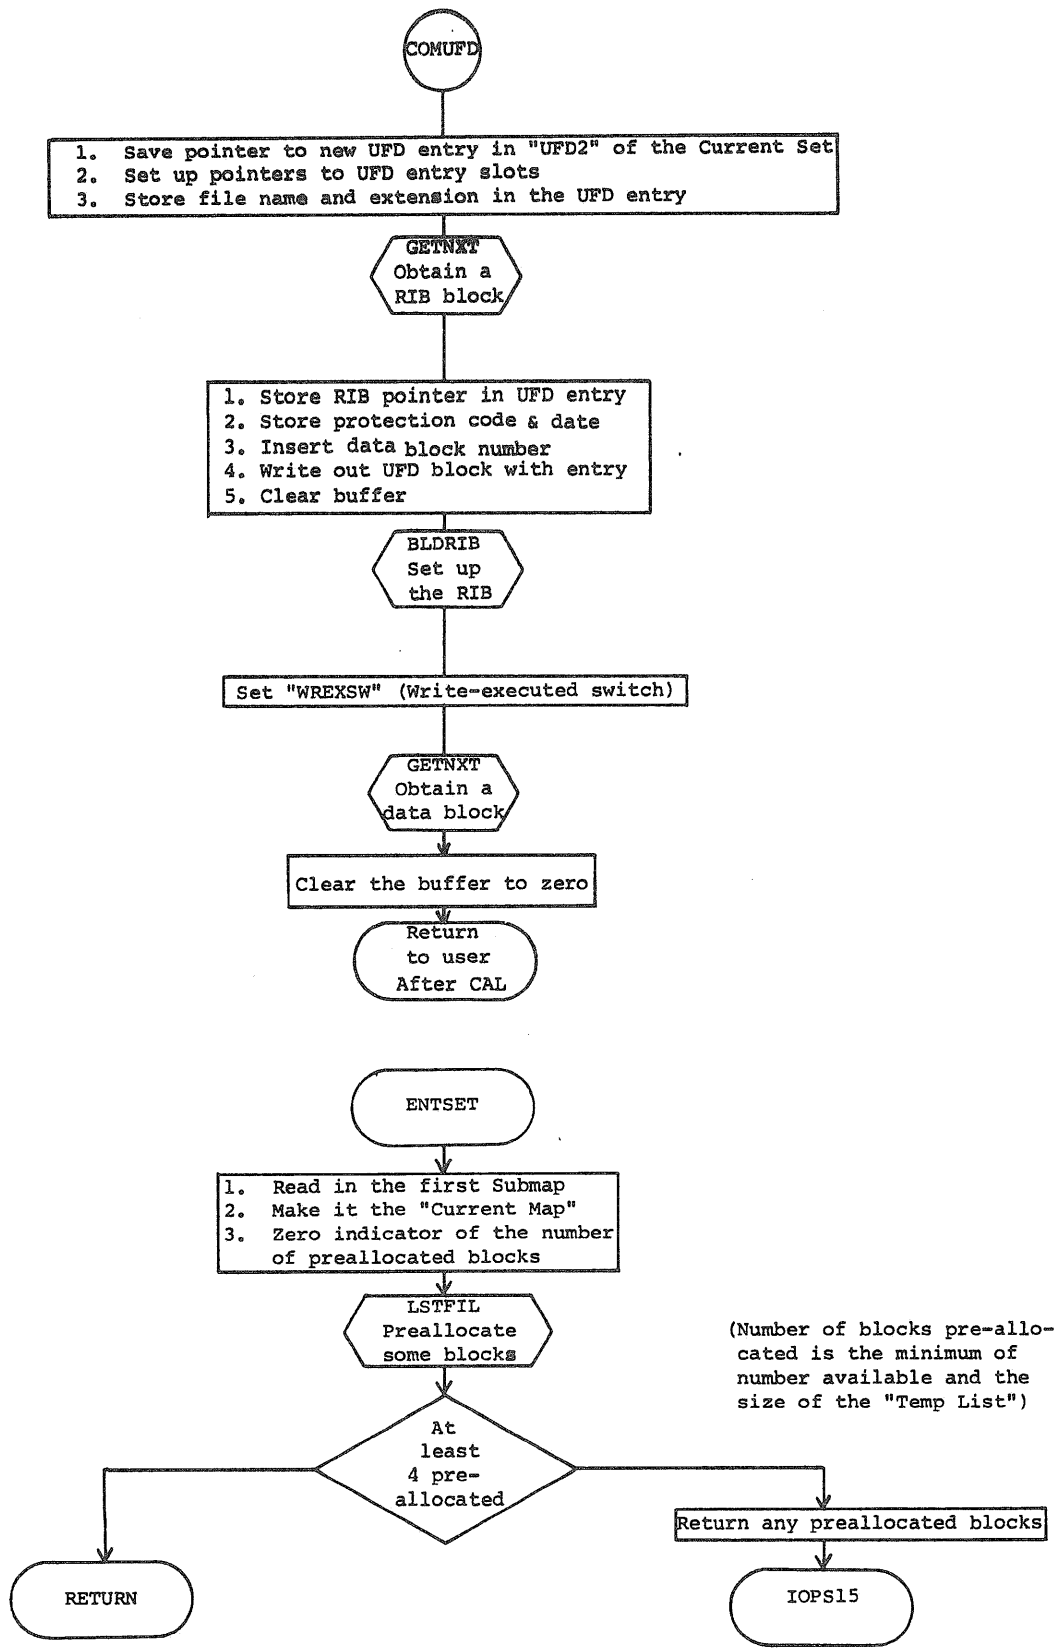 COMUFD
1. Save pointer to new UFD entry in "UFD2" of the Current Set
2. Set up pointers to UFD entry slots
3. Store file name and extension in the UFD entry
GETNXT
Obtain a
RIB block
1. Store RIB pointer in UFD entry
2. Store protection code & date
3. Insert data block number
4. Write out UFD block with entry
5. Clear buffer
BLDRIB
Set up
the RIB
Set "WREXSW" (Write-executed switch)
GETNXT
Obtain a
data block
Clear the buffer to zero
Return
to user
After CAL
ENTSET
1. Read in the first Submap
2. Make it the "Current Map"
3. Zero indicator of the number
of preallocated blocks
LSTFIL
Preallocate
some blocks
(Number of blocks pre-allo-
cated is the minimum of
number available and the
size of the "Temp List")
At
least
4 pre-
allocated
Return any preallocated blocks
RETURN
IOPS15